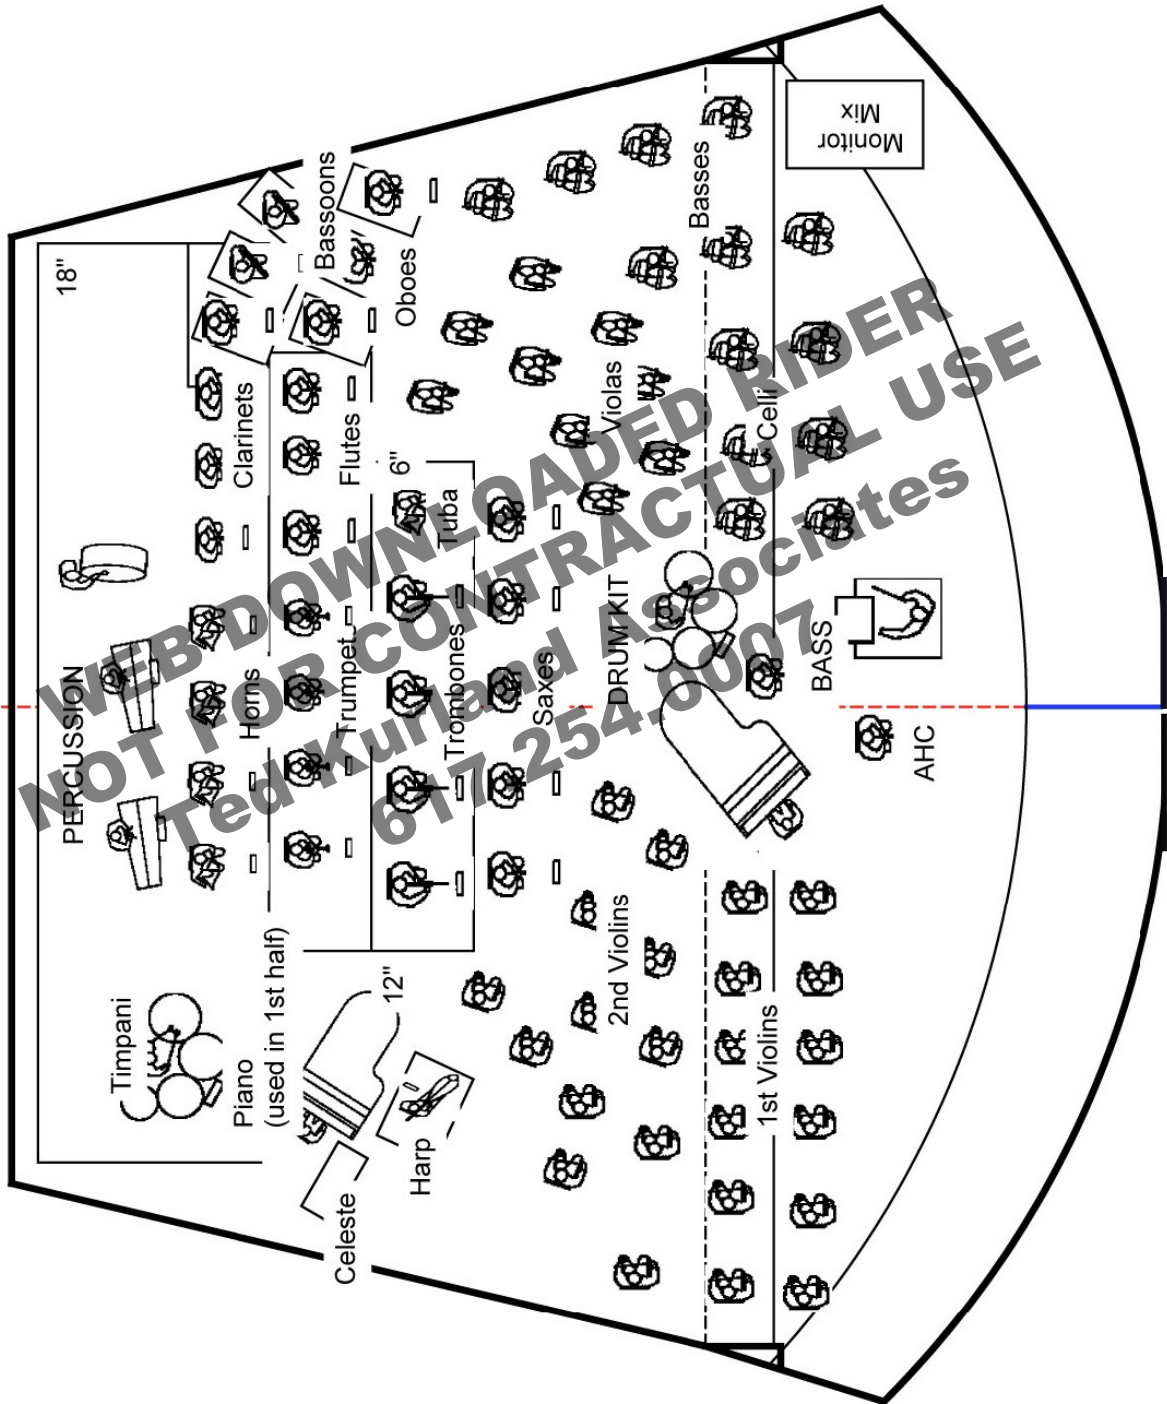 PERCUSSION
18"
Timpani
Piano
(used in 1st half)
Horns
Clarinets
Bassoons
Celeste
Trumpets
Flutes
12"
6"
Harp
Oboes
Trombones
Tuba
Saxes
2nd Violins
DRUM KIT
Violas
Basses
1st Violins
Celli
BASS
Monitor
Mix
AHC
WEB DOWNLOADED RIDER
NOT FOR CONTRACTUAL USE
Ted Kurland Associates
617.254.0007